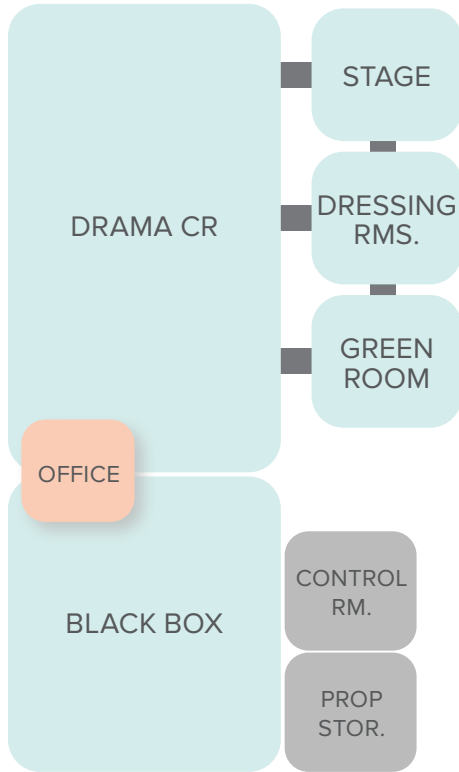 STAGE
DRAMA CR
DRESSING
RMS.
GREEN
ROOM
OFFICE
BLACK BOX
CONTROL
RM.
PROP
STOR.